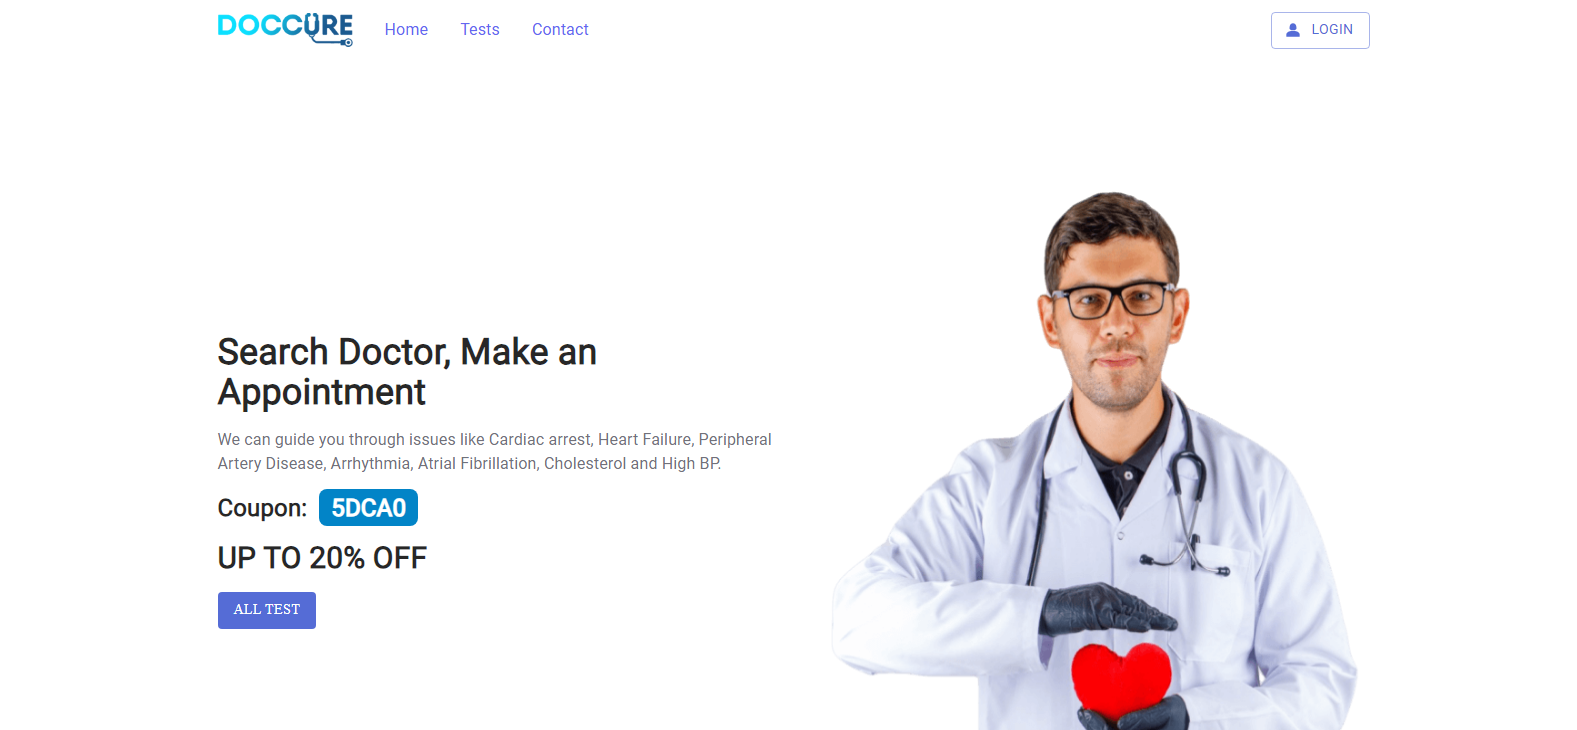 DOCCURE Home Tests Contact LOGIN
Search Doctor, Make an
Appointment
We can guide you through issues like Cardiac arrest, Heart Failure, Peripheral
Artery Disease, Arrhythmia, Atrial Fibrillation, Cholesterol and High BP.
Coupon: 5DCA0
UP TO 20% OFF
ALL TEST